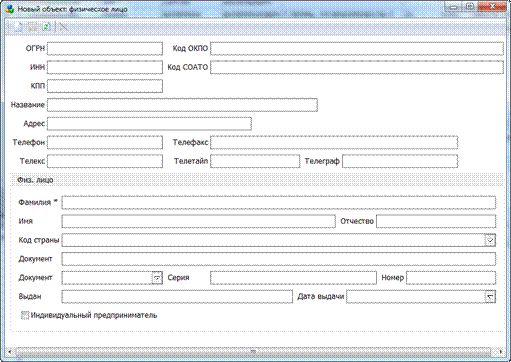 Новый объект: физическое лицо
ОГРН Код ОКПО
ИНН Код СОАТО
КПП
Название
Адрес
Телефон Телефакс
Телекс Телетайп Телеграф
Физ. лицо
Фамилия *
Имя Отчество
Код страны
Документ
Документ Серия Номер
Выдан Дата выдачи
Индивидуальный предприниматель